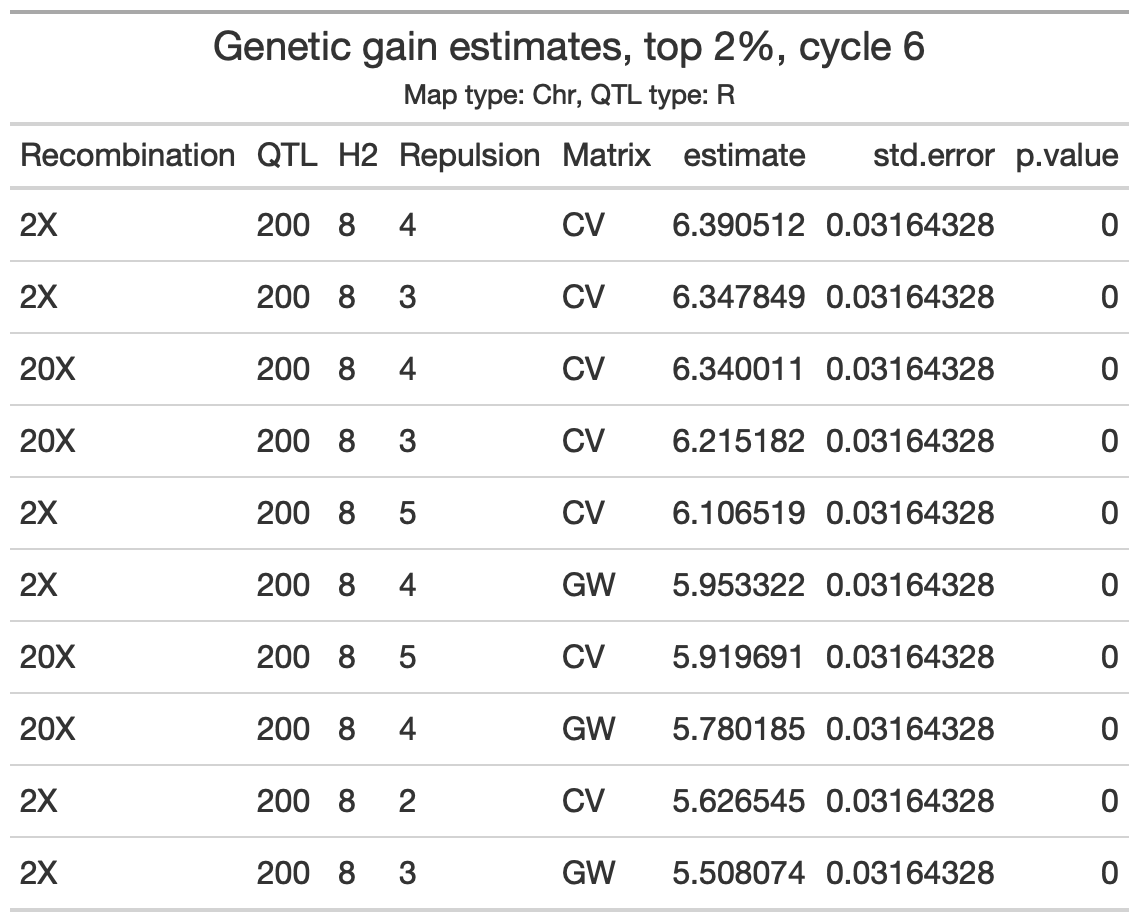 Genetic gain estimates, top 2%, cycle 6
Map type: Chr, QTL type: R
Recombination QTL H2 Repulsion Matrix estimate std.error p.value
2X 200 8 4 CV 6.390512 0.03164328 0
2X 200 8 3 CV 6.347849 0.03164328 0
20X 200 8 4 CV 6.340011 0.03164328 0
20X 200 8 3 CV 6.215182 0.03164328 0
2X 200 8 5 CV 6.106519 0.03164328 0
2X 200 8 4 GW 5.953322 0.03164328 0
20X 200 8 5 CV 5.919691 0.03164328 0
20X 200 8 4 GW 5.780185 0.03164328 0
2X 200 8 2 CV 5.626545 0.03164328 0
2X 200 8 3 GW 5.508074 0.03164328 0